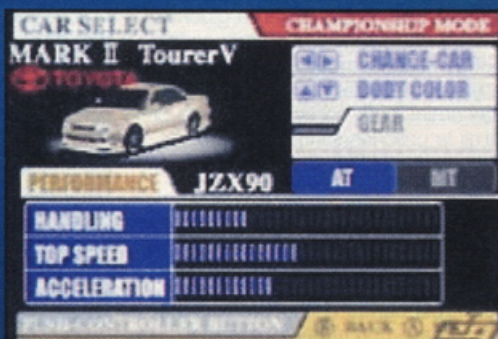 CAR SELECT
CHAMPIONSHIP MODE
MARK II TourerV
TOYOTA
CHANGE-CAR
BODY COLOR
GEAR
PERFORMANCE
JZX90
AT
MT
HANDLING
TOP SPEED
ACCELERATION
PUSH CONTROLLER BUTTON
B BACK A